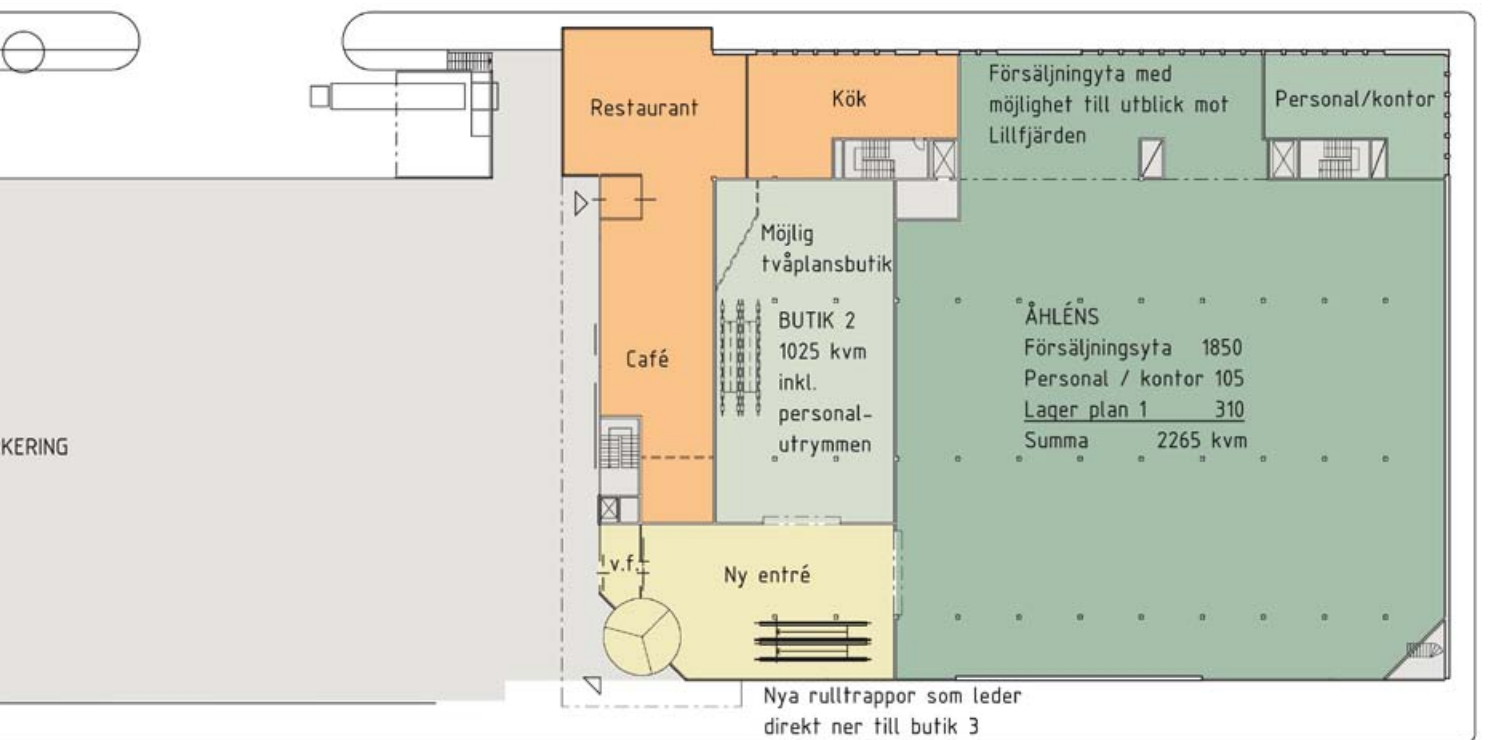 Restaurant
Kök
Försäljningyta med
möjlighet till utblick mot
Lillfjärden
Personal/kontor
Möjlig
tvåplansbutik
BUTIK 2
1025 kvm
inkl.
personal-
utrymmen
Café
ÅHLÉNS
Försäljningsyta 1850
Personal / kontor 105
Lager plan 1 310
Summa 2265 kvm
KERING
v.f.
Ny entré
Nya rulltrappor som leder
direkt ner till butik 3